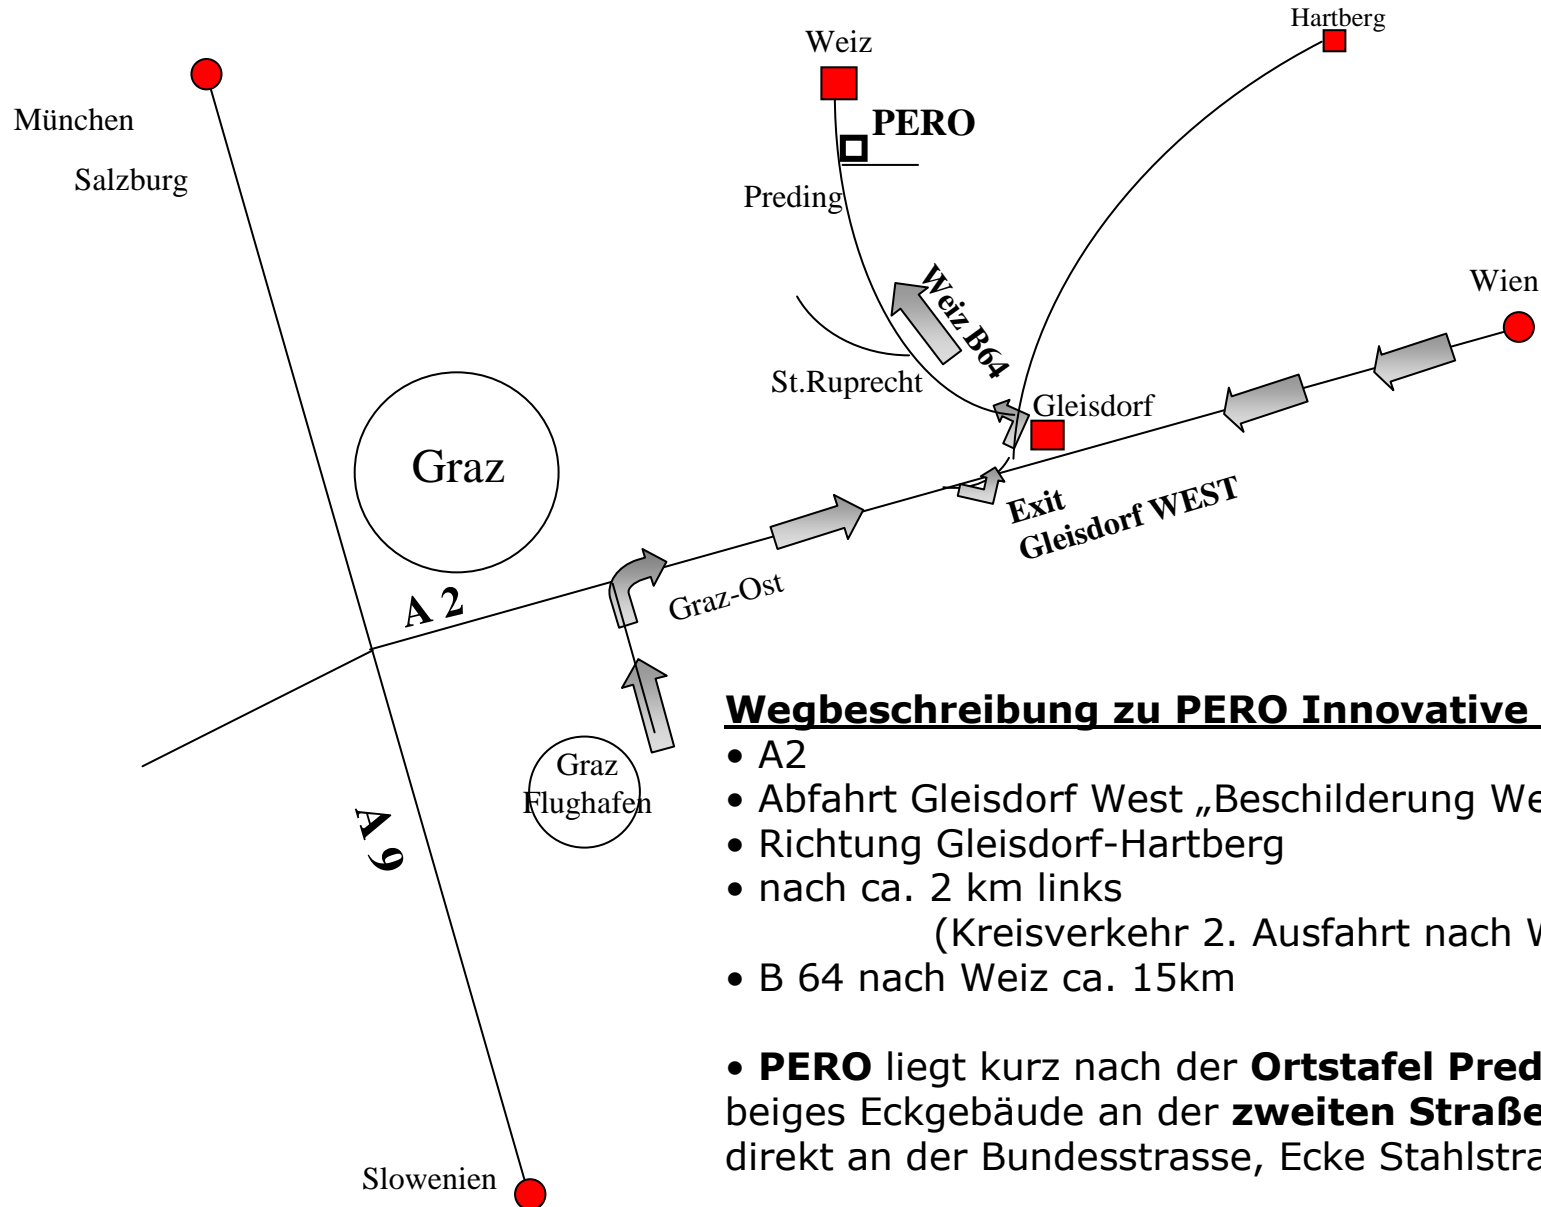 Hartberg
Weiz
München
PERO
Salzburg
Preding
Wien
Weiz B64
St.Ruprecht
Gleisdorf
Graz
Exit
Gleisdorf WEST
Graz-Ost
A 2
Wegbeschreibung zu PERO Innovative
• A2
Graz
Flughafen
• Abfahrt Gleisdorf West „Beschilderung We
A 9
• Richtung Gleisdorf-Hartberg
• nach ca. 2 km links
(Kreisverkehr 2. Ausfahrt nach W
• B 64 nach Weiz ca. 15km
• PERO liegt kurz nach der Ortstafel Pred
beiges Eckgebäude an der zweiten Straße
direkt an der Bundesstrasse, Ecke Stahlstra
Slowenien